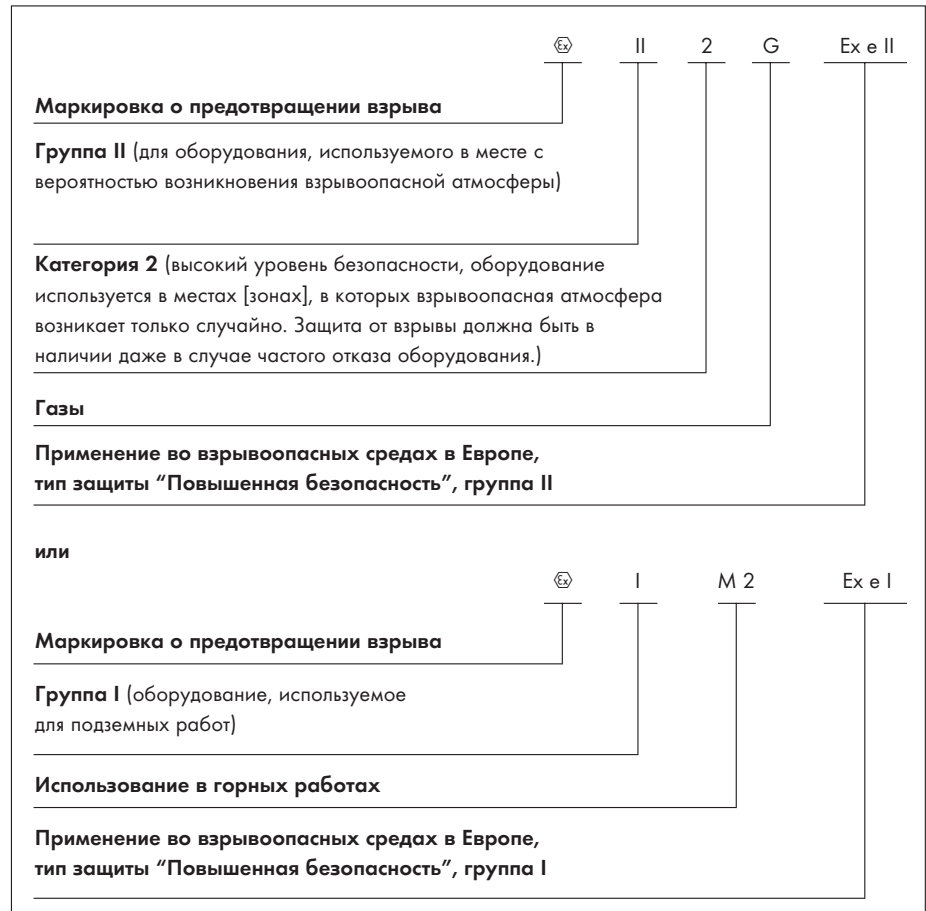 Ex II 2 G Ex e II
Маркировка о предотвращении взрыва
Группа II (для оборудования, используемого в месте с
вероятностью возникновения взрывоопасной атмосферы)
Категория 2 (высокий уровень безопасности, оборудование
используется в местах [зонах], в которых взрывоопасная атмосфера
возникает только случайно. Защита от взрывы должна быть в
наличии даже в случае частого отказа оборудования.)
Газы
Применение во взрывоопасных средах в Европе,
тип защиты “Повышенная безопасность”, группа II
или
Ex I M 2 Ex e I
Маркировка о предотвращении взрыва
Группа I (оборудование, используемое
для подземных работ)
Использование в горных работах
Применение во взрывоопасных средах в Европе,
тип защиты “Повышенная безопасность”, группа I